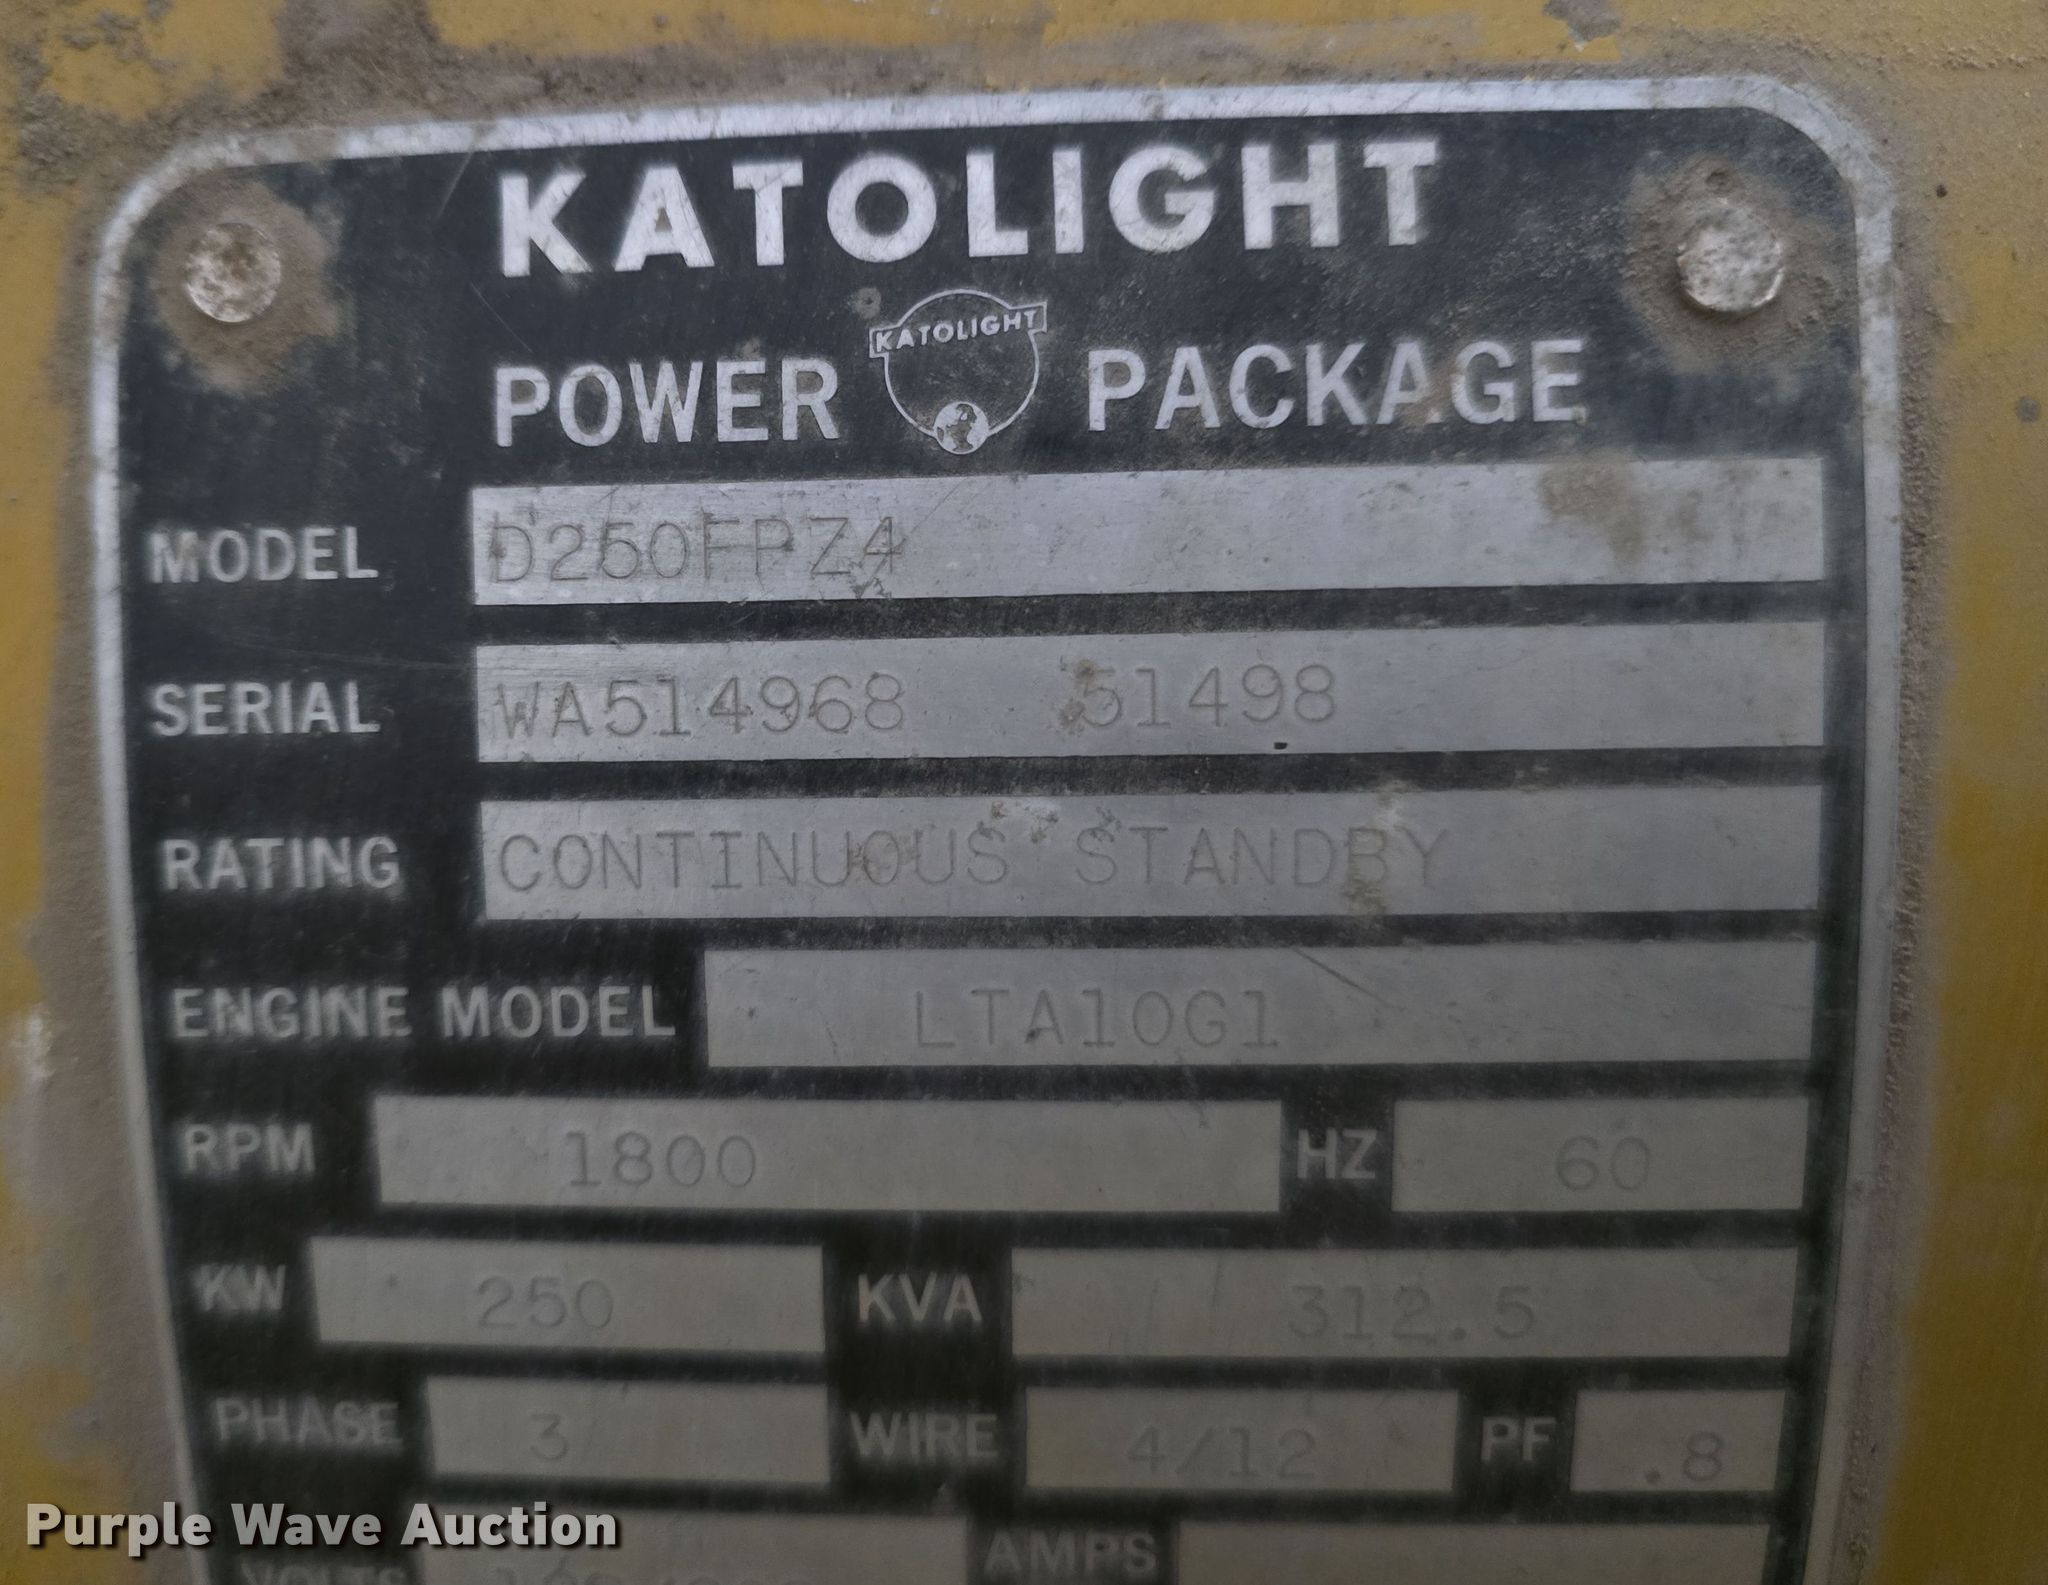 KATOLIGHT
POWER KATOLIGHT PACKAGE
MODEL D250FPZ4
SERIAL WA514968 51498
RATING CONTINUOUS STANDBY
ENGINE MODEL LTA10G1
RPM 1800 HZ 60
KW 250 KVA 312.5
PHASE 3 WIRE 4/12 PF .8
VOLTS AMPS
Purple Wave Auction